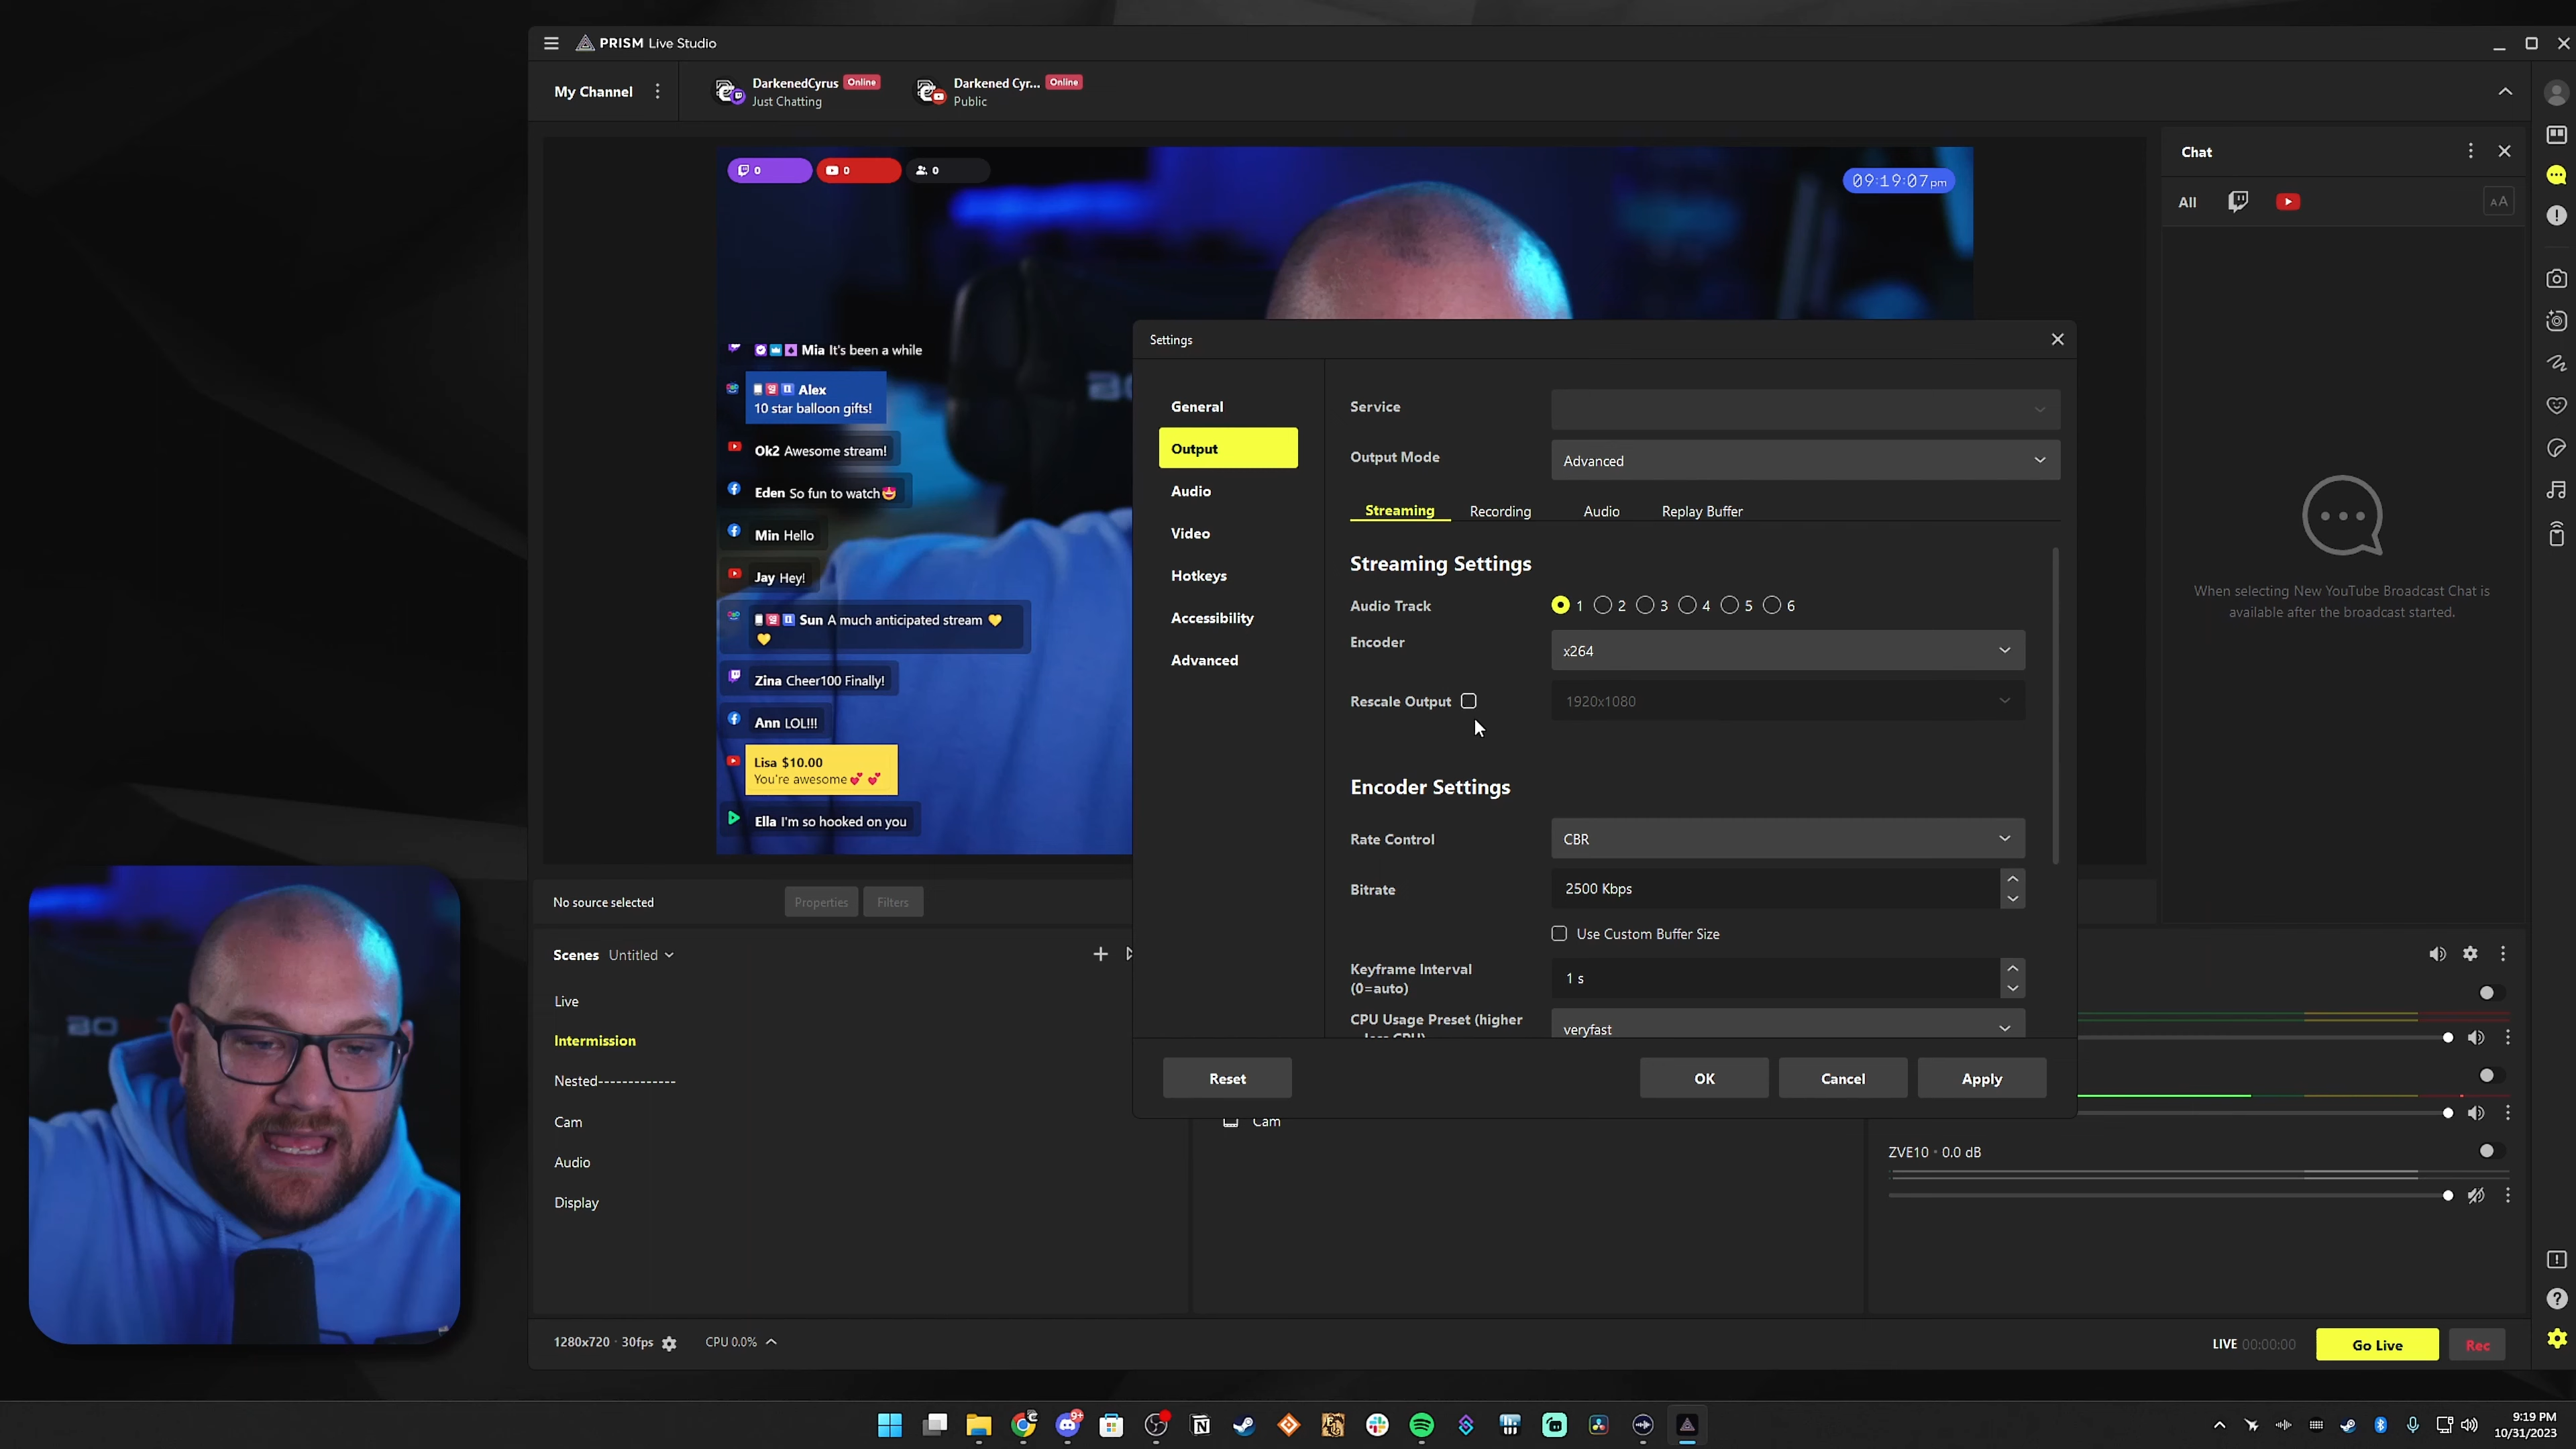 PRISM Live Studio
My Channel
DarkenedCyrus Online
Just Chatting
Darkened Cyr... Online
Public
0
0
0
09:19:07pm
Mia It's been a while
Alex
10 star balloon gifts!
Ok2 Awesome stream!
Eden So fun to watch🤩
Min Hello
Jay Hey!
Sun A much anticipated stream 💛
💛
Zina Cheer100 Finally!
Ann LOL!!!
Lisa $10.00
You're awesome💕 💕
Ella I'm so hooked on you
Chat
All
AA
When selecting New YouTube Broadcast Chat is
available after the broadcast started.
Settings
General
Output
Audio
Video
Hotkeys
Accessibility
Advanced
Service
Output Mode
Advanced
Streaming
Recording
Audio
Replay Buffer
Streaming Settings
Audio Track
1 2 3 4 5 6
Encoder
x264
Rescale Output
1920x1080
Encoder Settings
Rate Control
CBR
Bitrate
2500 Kbps
Use Custom Buffer Size
Keyframe Interval
(0=auto)
1 s
CPU Usage Preset (higher
veryfast
Reset
OK
Cancel
Apply
No source selected
Properties
Filters
Scenes Untitled
Live
Intermission
Nested-------------
Cam
Audio
Display
Cam
ZVE10 · 0.0 dB
1280x720 · 30fps
CPU 0.0%
LIVE 00:00:00
Go Live
Rec
9+
9:19 PM
10/31/2023